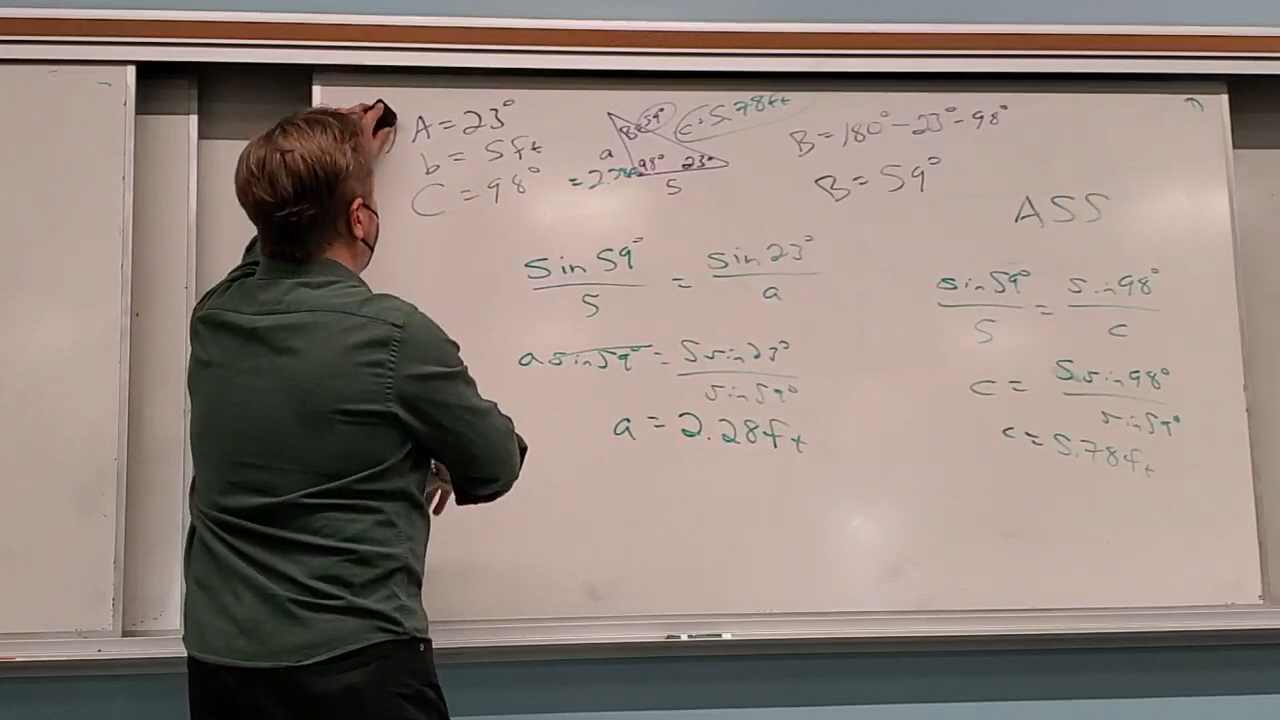 A = 23°
b = 5ft
C = 98°
B=59°
c=5.78ft
a
98° 23°
5
B=180°-23°-98°
B= 59°
ASS
sin 59° / 5 = sin 23° / a
a sin 59° = 5 sin 23° / sin 59°
a = 2.28ft
sin 59° / 5 = sin 98° / c
c = 5 sin 98° / sin 59°
c = 5.78ft